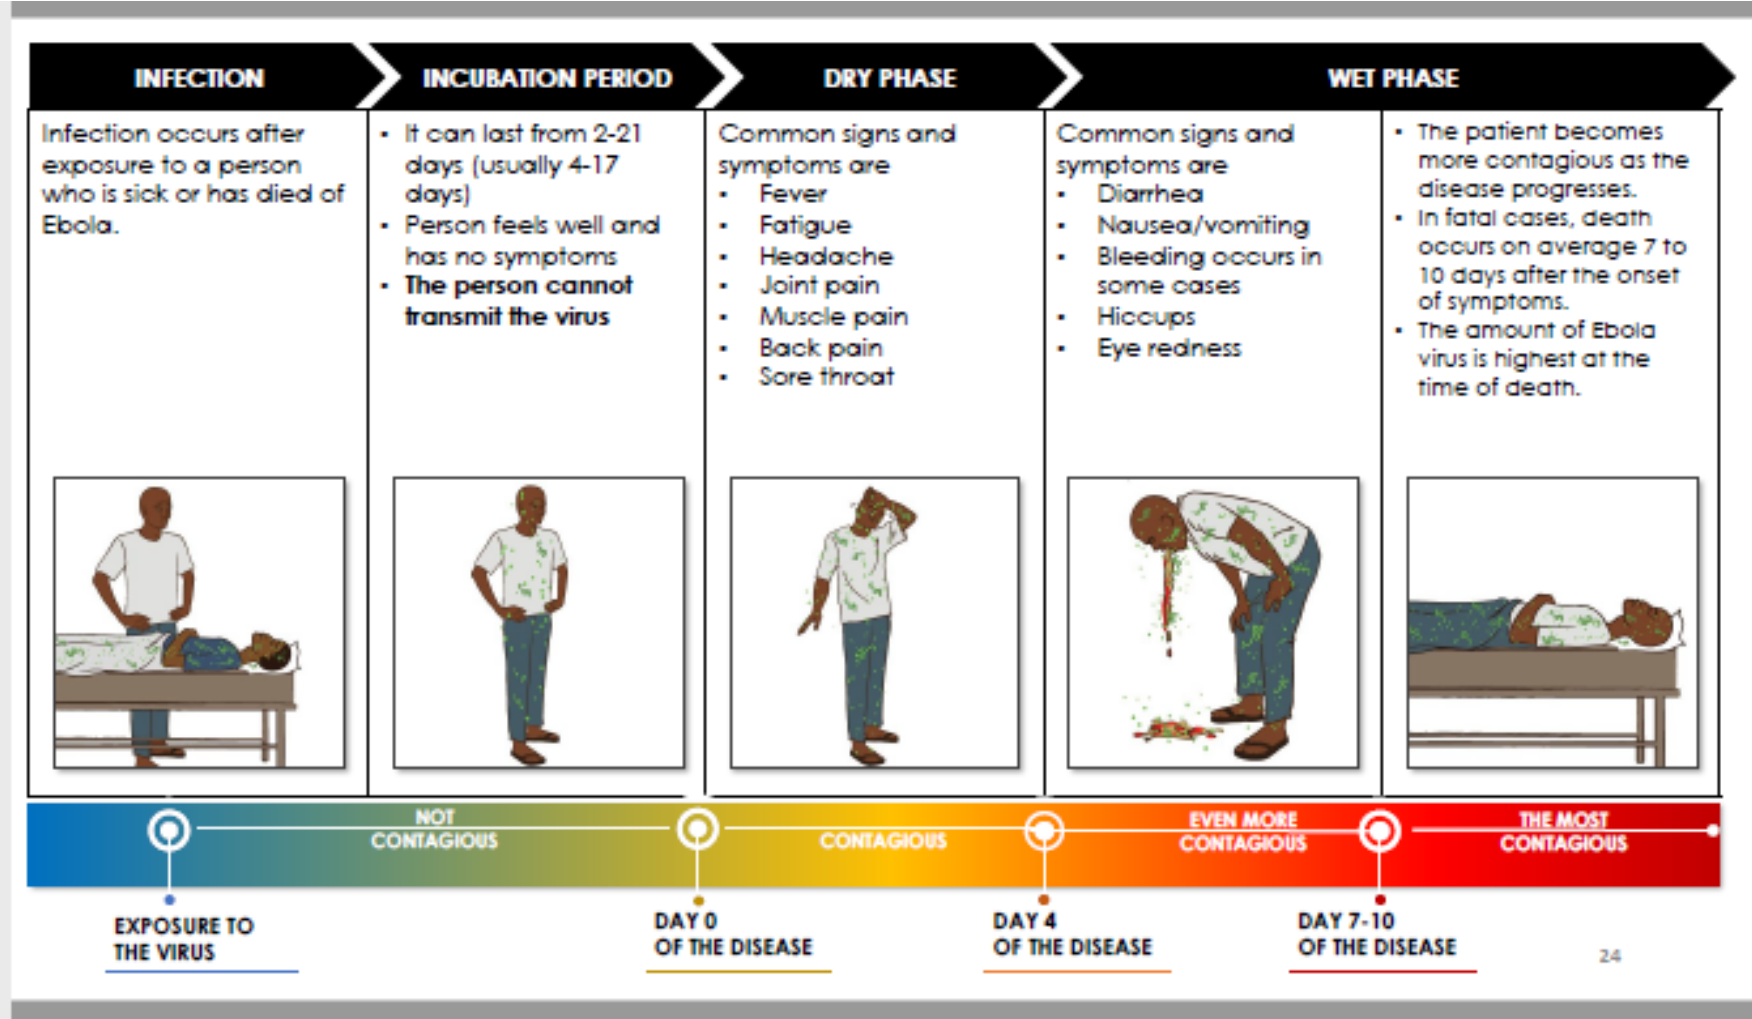 INFECTION
INCUBATION PERIOD
DRY PHASE
WET PHASE
Infection occurs after
exposure to a person
who is sick or has died of
Ebola.
▪ It can last from 2-21
days (usually 4-17
days)
▪ Person feels well and
has no symptoms
▪ The person cannot
transmit the virus
Common signs and
symptoms are
▪ Fever
▪ Fatigue
▪ Headache
▪ Joint pain
▪ Muscle pain
▪ Back pain
▪ Sore throat
Common signs and
symptoms are
▪ Diarrhea
▪ Nausea/vomiting
▪ Bleeding occurs in
some cases
▪ Hiccups
▪ Eye redness
▪ The patient becomes
more contagious as the
disease progresses.
▪ In fatal cases, death
occurs on average 7 to
10 days after the onset
of symptoms.
▪ The amount of Ebola
virus is highest at the
time of death.
NOT
CONTAGIOUS
CONTAGIOUS
EVEN MORE
CONTAGIOUS
THE MOST
CONTAGIOUS
EXPOSURE TO
THE VIRUS
DAY 0
OF THE DISEASE
DAY 4
OF THE DISEASE
DAY 7-10
OF THE DISEASE
24